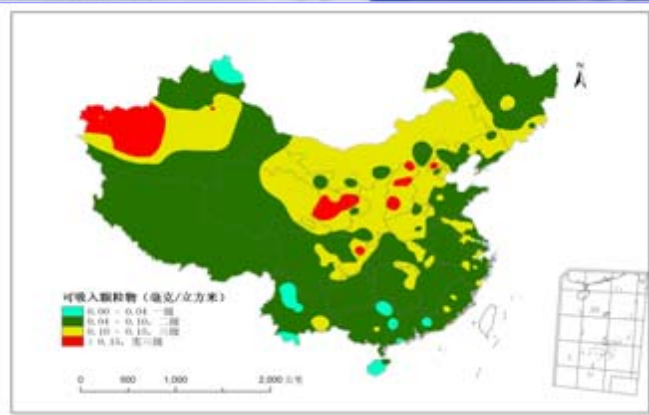 N
可吸入颗粒物（毫克/立方米）
0.00 - 0.04 一级
0.04 - 0.10，二级
0.10 - 0.15，三级
> 0.15，劣三级
0 500 1,000 2,000 公里